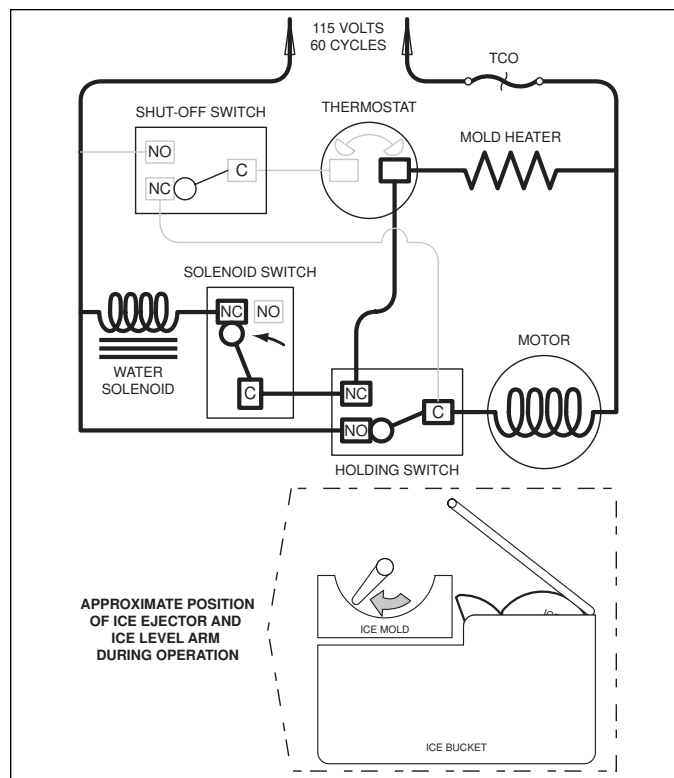 115 VOLTS
60 CYCLES
TCO
SHUT-OFF SWITCH
THERMOSTAT
MOLD HEATER
NO
C
NC
SOLENOID SWITCH
NC
NO
MOTOR
WATER
SOLENOID
C
NC
C
NO
HOLDING SWITCH
APPROXIMATE POSITION
OF ICE EJECTOR AND
ICE LEVEL ARM
DURING OPERATION
ICE MOLD
ICE BUCKET